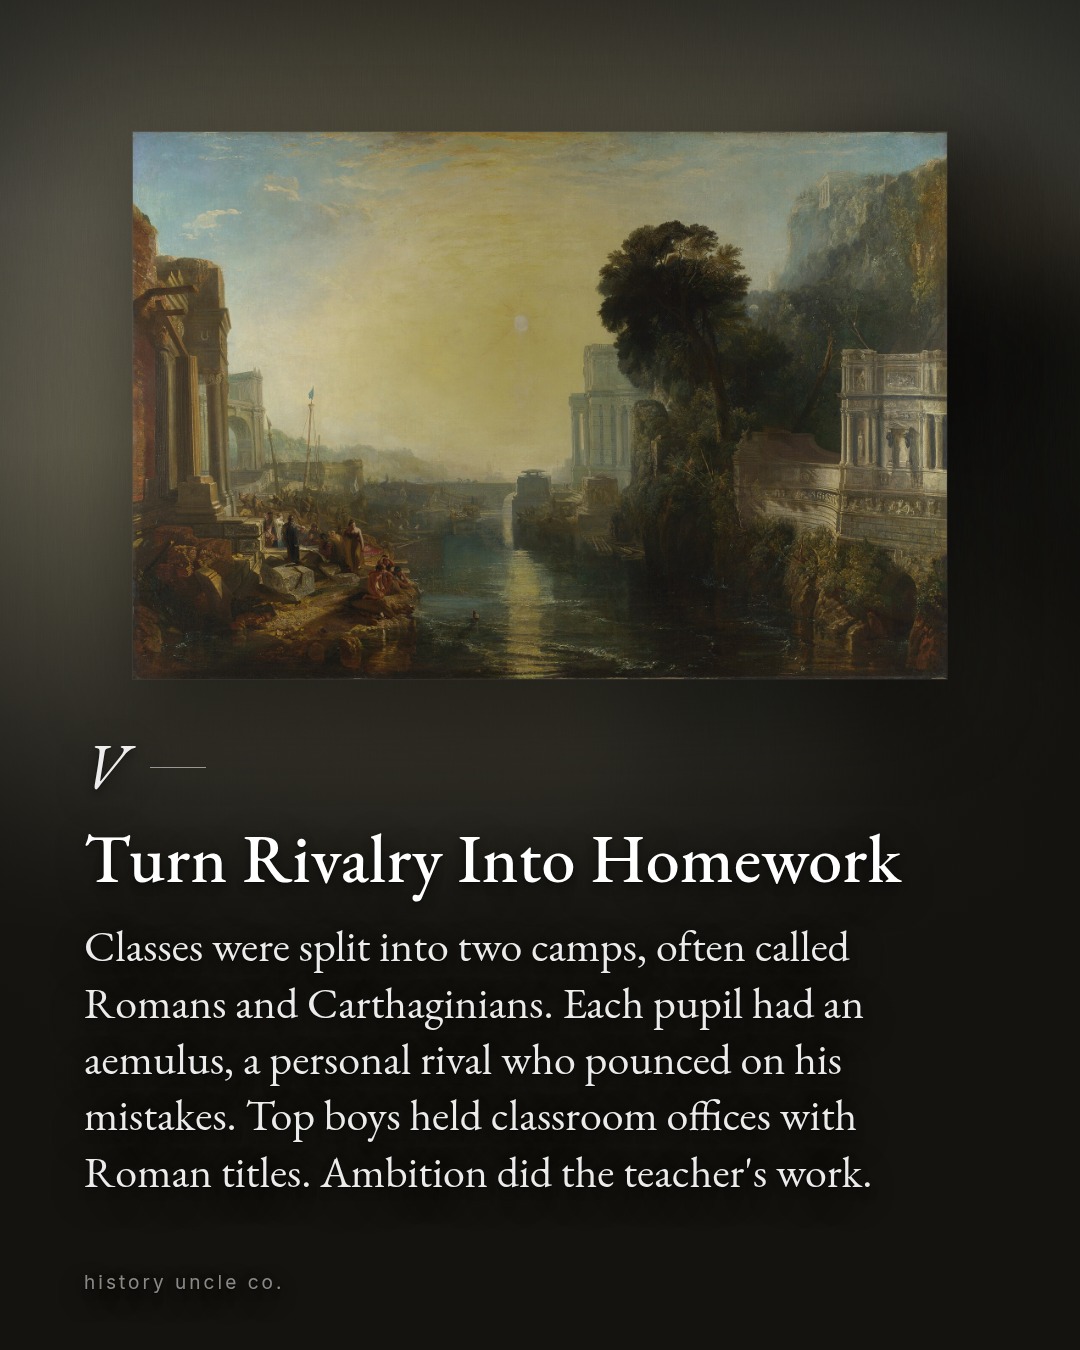 V
Turn Rivalry Into Homework
Classes were split into two camps, often called
Romans and Carthaginians. Each pupil had an
aemulus, a personal rival who pounced on his
mistakes. Top boys held classroom offices with
Roman titles. Ambition did the teacher's work.
history uncle co.